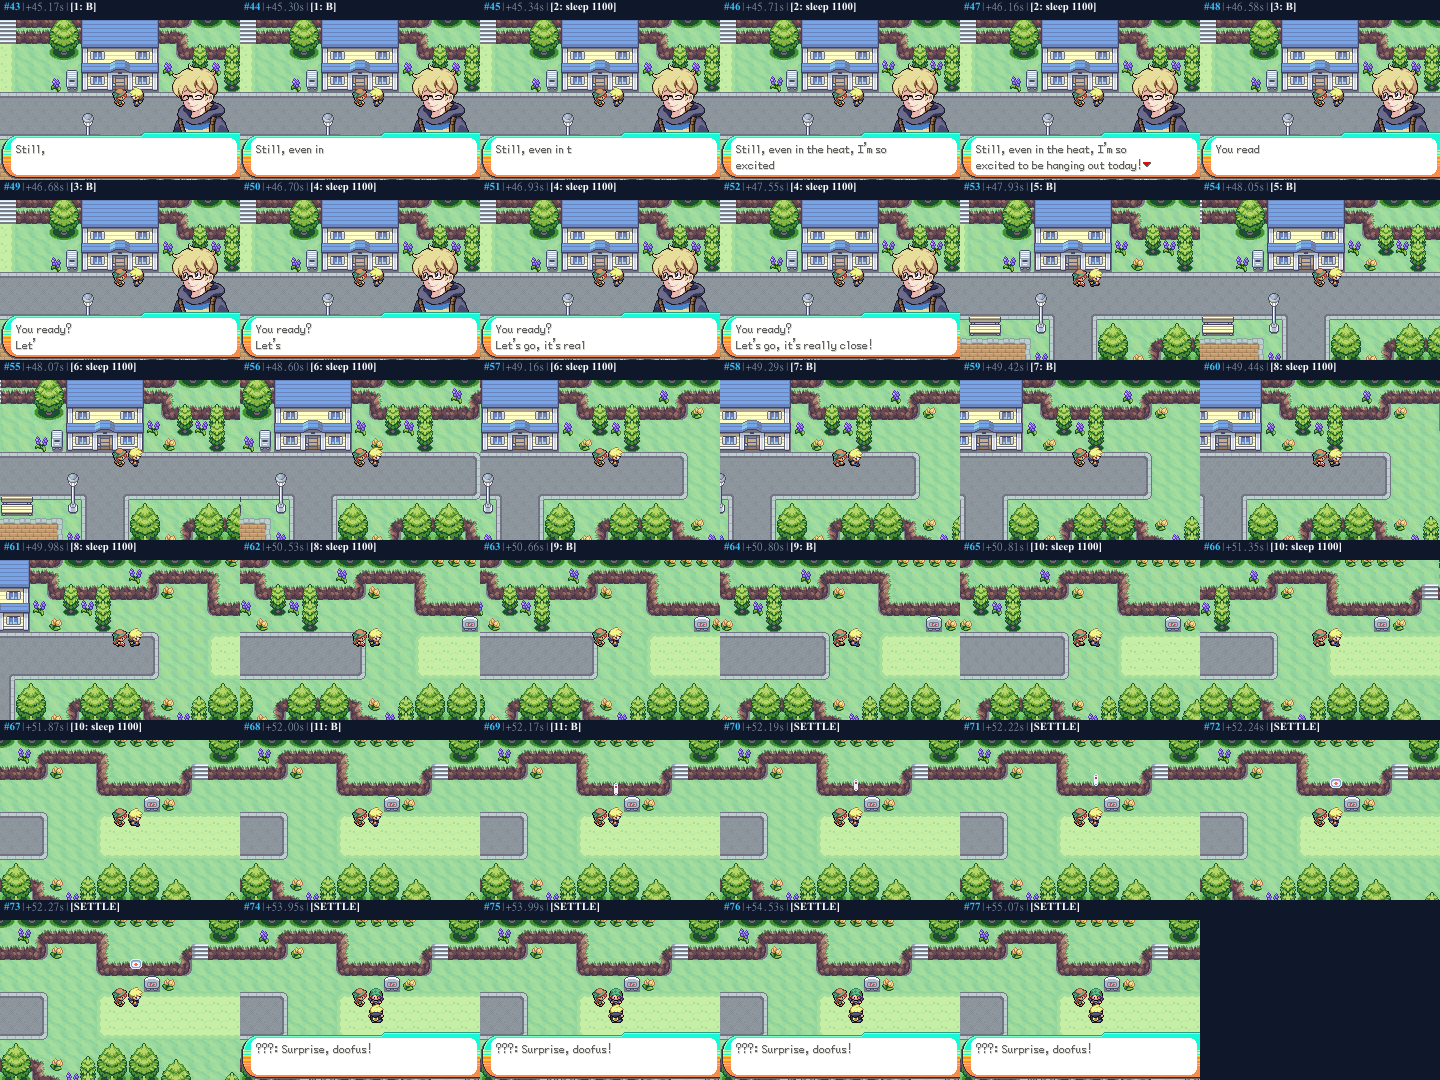 #43 | +45.17s | [1: B]
#44 | +45.30s | [1: B]
#45 | +45.34s | [2: sleep 1100]
#46 | +45.71s | [2: sleep 1100]
#47 | +46.16s | [2: sleep 1100]
#48 | +46.58s | [3: B]
Still,
Still, even in
Still, even in t
Still, even in the heat, I'm so
excited
Still, even in the heat, I'm so
excited to be hanging out today!
You read
#49 | +46.68s | [3: B]
#50 | +46.70s | [4: sleep 1100]
#51 | +46.93s | [4: sleep 1100]
#52 | +47.55s | [4: sleep 1100]
#53 | +47.93s | [5: B]
#54 | +48.05s | [5: B]
You ready?
Let'
You ready?
Let's
You ready?
Let's go, it's real
You ready?
Let's go, it's really close!
#55 | +48.07s | [6: sleep 1100]
#56 | +48.60s | [6: sleep 1100]
#57 | +49.16s | [6: sleep 1100]
#58 | +49.29s | [7: B]
#59 | +49.42s | [7: B]
#60 | +49.44s | [8: sleep 1100]
#61 | +49.98s | [8: sleep 1100]
#62 | +50.53s | [8: sleep 1100]
#63 | +50.66s | [9: B]
#64 | +50.80s | [9: B]
#65 | +50.81s | [10: sleep 1100]
#66 | +51.35s | [10: sleep 1100]
#67 | +51.87s | [10: sleep 1100]
#68 | +52.00s | [11: B]
#69 | +52.17s | [11: B]
#70 | +52.19s | [SETTLE]
#71 | +52.22s | [SETTLE]
#72 | +52.24s | [SETTLE]
#73 | +52.27s | [SETTLE]
#74 | +53.95s | [SETTLE]
#75 | +53.99s | [SETTLE]
#76 | +54.53s | [SETTLE]
#77 | +55.07s | [SETTLE]
???: Surprise, doofus!
???: Surprise, doofus!
???: Surprise, doofus!
???: Surprise, doofus!